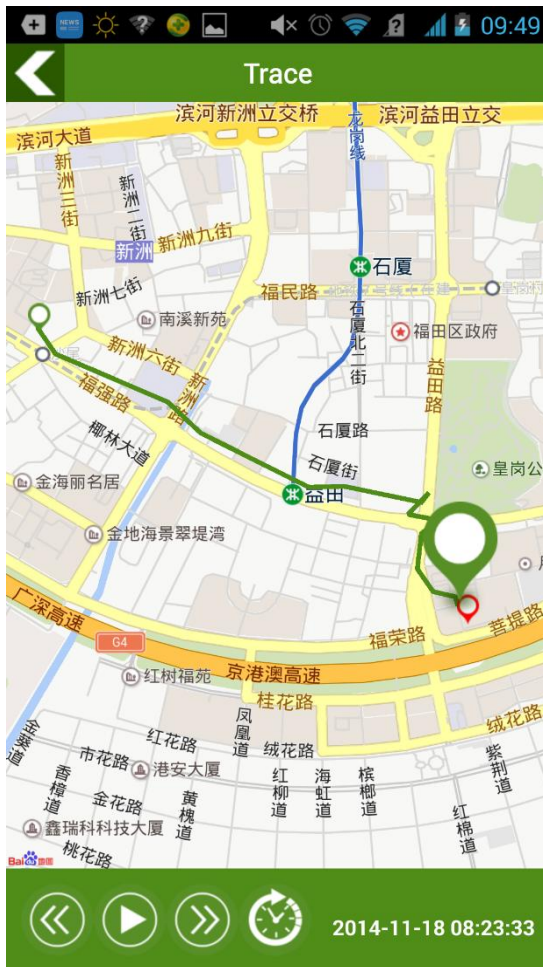 NEWS
09:49
Trace
滨河新洲立交桥
滨河益田立交
滨河大道
龙岗线
新洲三街
新洲二街
新洲
新洲九街
石厦
新洲七街
福民路
石厦北二街
南溪新苑
福田区政府
新洲六街
新洲路
益田路
福强路
椰林大道
石厦路
石厦街
皇岗公
金海丽名居
益田
金地海景翠堤湾
广深高速
G4
福荣路
菩提路
红树福苑
京港澳高速
桂花路
凤凰道
绒花路
金葵道
市花路
红花路
绒花路
紫荆道
港安大厦
香樟道
金花路
黄槐道
红柳道
海虹道
槟榔道
红棉道
鑫瑞科科技大厦
桃花路
Bai 地图
2014-11-18 08:23:33